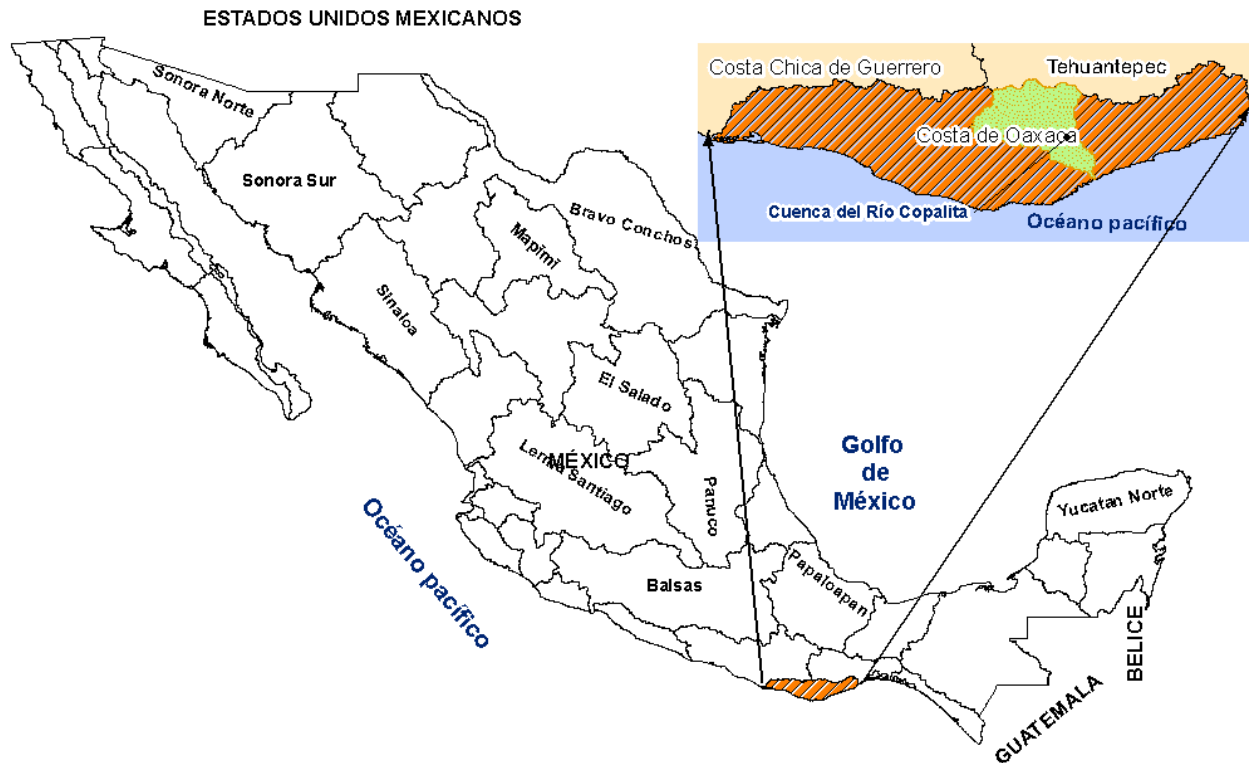 ESTADOS UNIDOS MEXICANOS
Costa Chica de Guerrero
Tehuantepec
Costa de Oaxaca
Cuenca del Río Copalita
Océano pacífico
Sonora Norte
Sonora Sur
Bravo Conchos
Mapimi
Sinaloa
El Salado
Lerma Santiago
MÉXICO
Panuco
Golfo
de
México
Yucatan Norte
Océano pacífico
Balsas
Papaloapan
BELICE
GUATEMALA